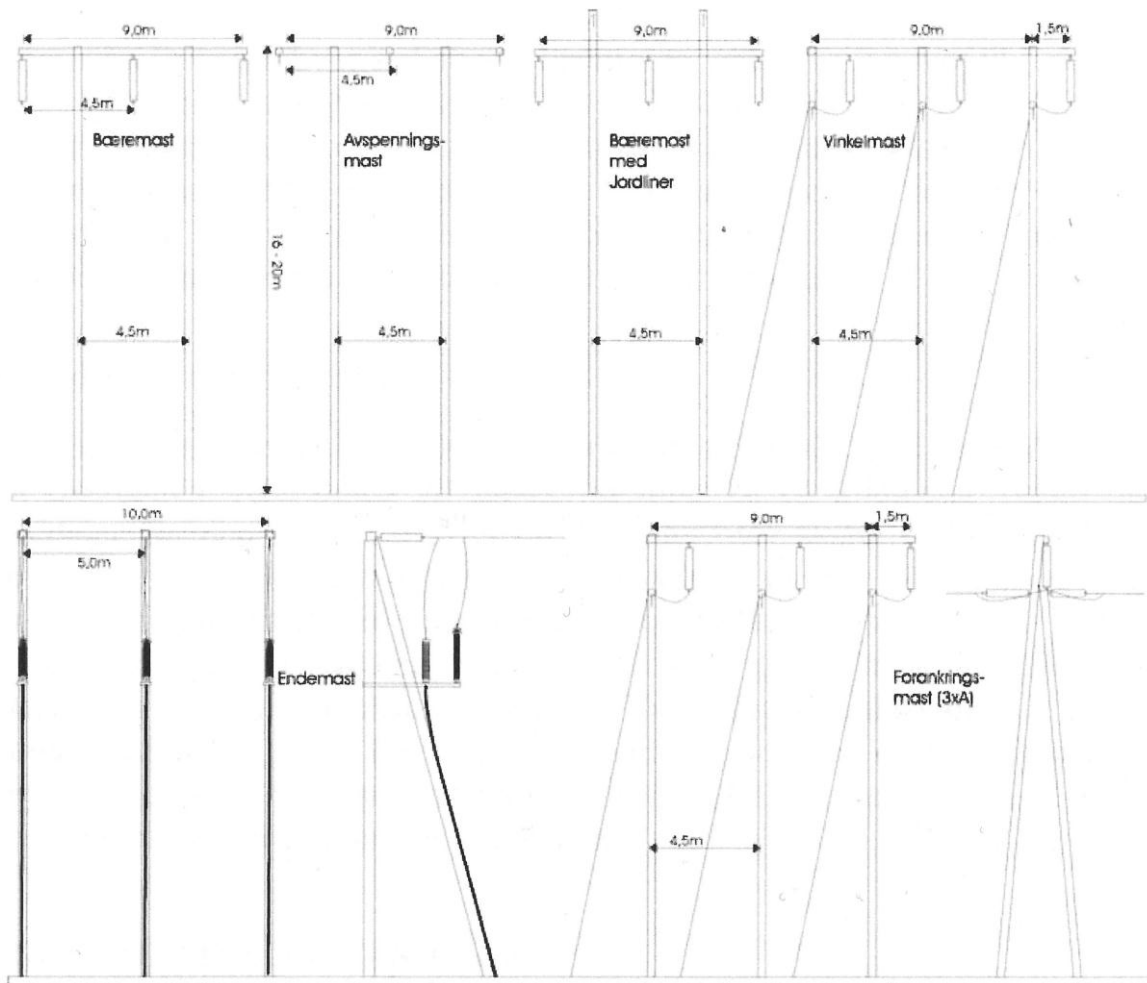 9,0m
4,5m
Bæremast
4,5m
16 - 20m
9,0m
4,5m
Avspennings-
mast
4,5m
9,0m
Bæremast
med
Jordliner
4,5m
9,0m
1,5m
Vinkelmast
4,5m
10,0m
5,0m
Endemast
9,0m
1,5m
4,5m
Forankrings-
mast (3xA)